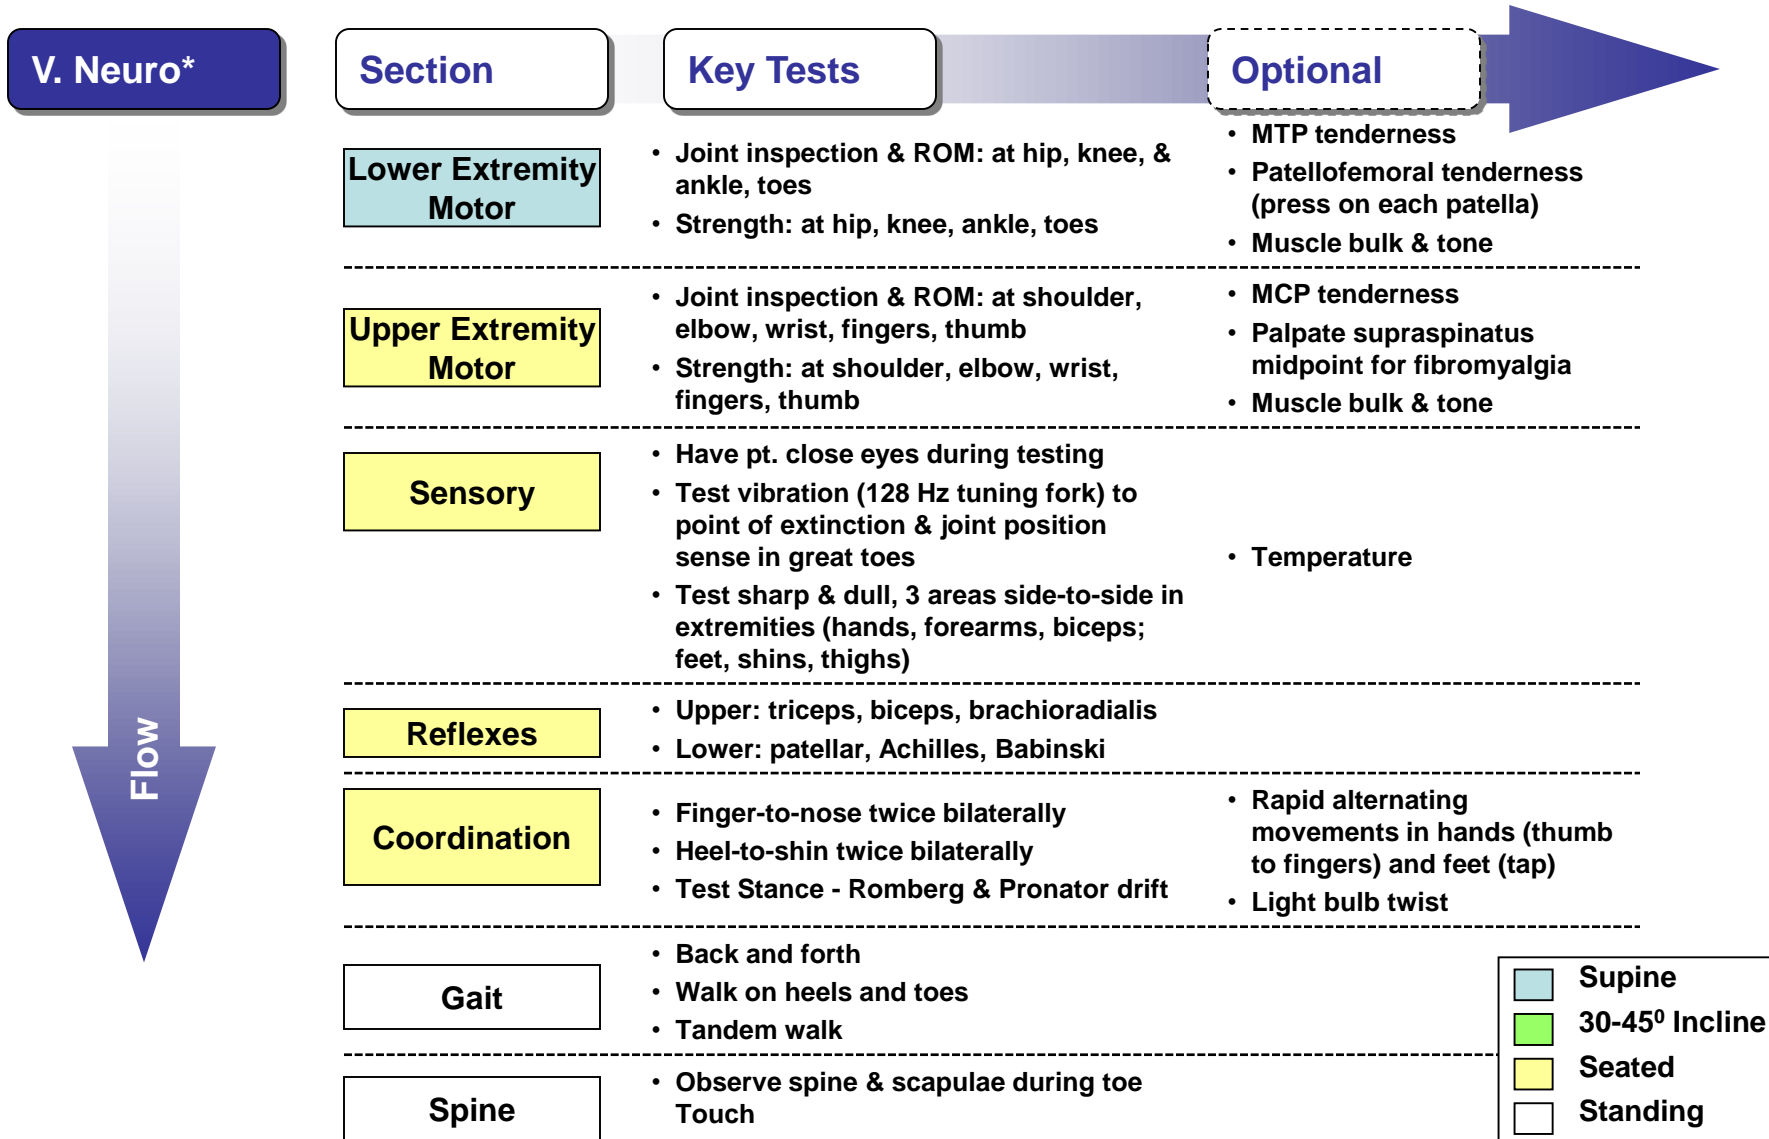 V. Neuro*
Section
Key Tests
Optional
Lower Extremity
Motor
• Joint inspection & ROM: at hip, knee, &
ankle, toes
• Strength: at hip, knee, ankle, toes
• MTP tenderness
• Patellofemoral tenderness
(press on each patella)
• Muscle bulk & tone
Upper Extremity
Motor
• Joint inspection & ROM: at shoulder,
elbow, wrist, fingers, thumb
• Strength: at shoulder, elbow, wrist,
fingers, thumb
• MCP tenderness
• Palpate supraspinatus
midpoint for fibromyalgia
• Muscle bulk & tone
Sensory
• Have pt. close eyes during testing
• Test vibration (128 Hz tuning fork) to
point of extinction & joint position
sense in great toes
• Test sharp & dull, 3 areas side-to-side in
extremities (hands, forearms, biceps;
feet, shins, thighs)
• Temperature
Reflexes
• Upper: triceps, biceps, brachioradialis
• Lower: patellar, Achilles, Babinski
Flow
Coordination
• Finger-to-nose twice bilaterally
• Heel-to-shin twice bilaterally
• Test Stance - Romberg & Pronator drift
• Rapid alternating
movements in hands (thumb
to fingers) and feet (tap)
• Light bulb twist
Gait
• Back and forth
• Walk on heels and toes
• Tandem walk
Spine
• Observe spine & scapulae during toe
Touch
Supine
30-45⁰ Incline
Seated
Standing